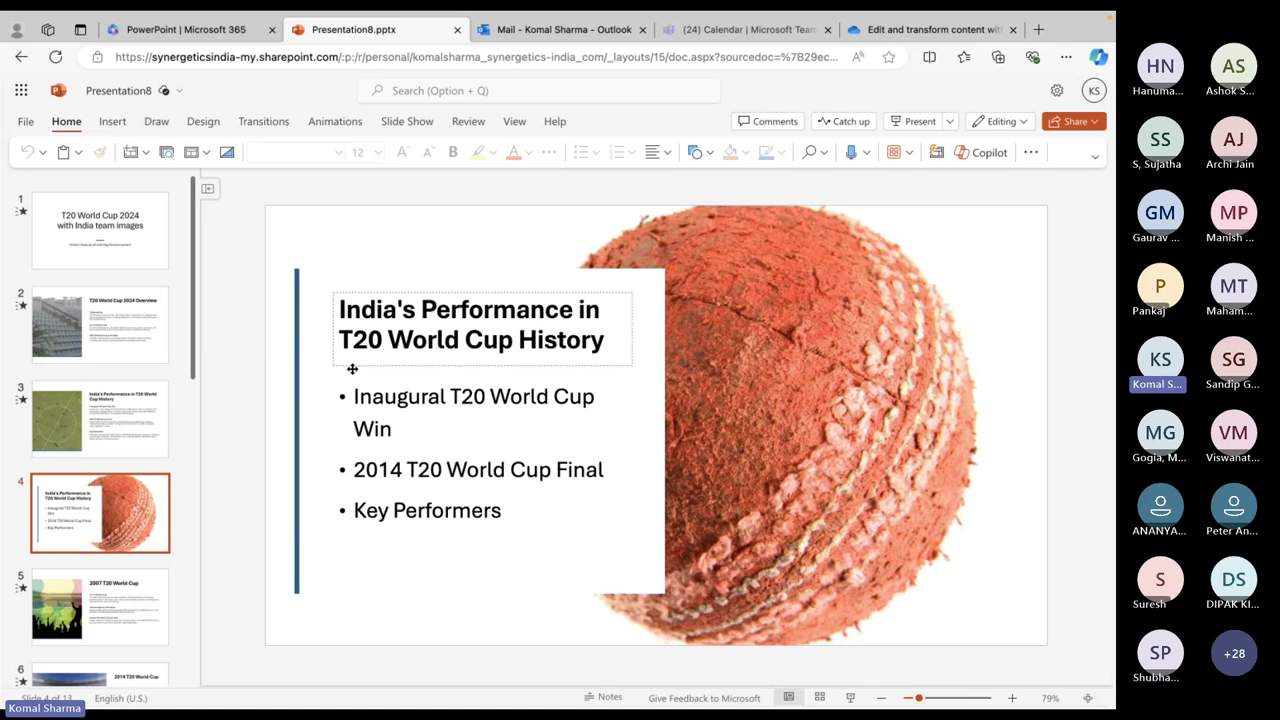 PowerPoint | Microsoft 365
Presentation8.pptx
Mail - Komal Sharma - Outlook
(24) Calendar | Microsoft Team
Edit and transform content wit
https://synergeticsindia-my.sharepoint.com/:p:/r/personal/komalsharma_synergetics-india_com/_layouts/15/doc.aspx?sourcedoc=%7B29ec...
Presentation8
Search (Option + Q)
KS
File Home Insert Draw Design Transitions Animations Slide Show Review View Help
Comments Catch up Present Editing Share
12
B
Copilot
1
T20 World Cup 2024
with India team images
2
T20 World Cup 2024 Overview
3
India's Performance in T20 World Cup
History
4
India's Performance in
T20 World Cup History
Inaugural T20 World Cup
Win
2014 T20 World Cup Final
Key Performers
5
2007 T20 World Cup
6
2014 T20 World Cup
India's Performance in
T20 World Cup History
• Inaugural T20 World Cup
Win
• 2014 T20 World Cup Final
• Key Performers
Slide 4 of 13
English (U.S.)
Notes
Give Feedback to Microsoft
79%
Komal Sharma
HN
Hanuma...
AS
Ashok S...
SS
S, Sujatha
AJ
Archi Jain
GM
Gaurav ...
MP
Manish ...
P
Pankaj
MT
Maham...
KS
Komal S...
SG
Sandip G...
MG
Gogia, M...
VM
Viswanat...
ANANYA...
Peter An...
S
Suresh
DS
DIPAK KI...
SP
Shubha...
+28